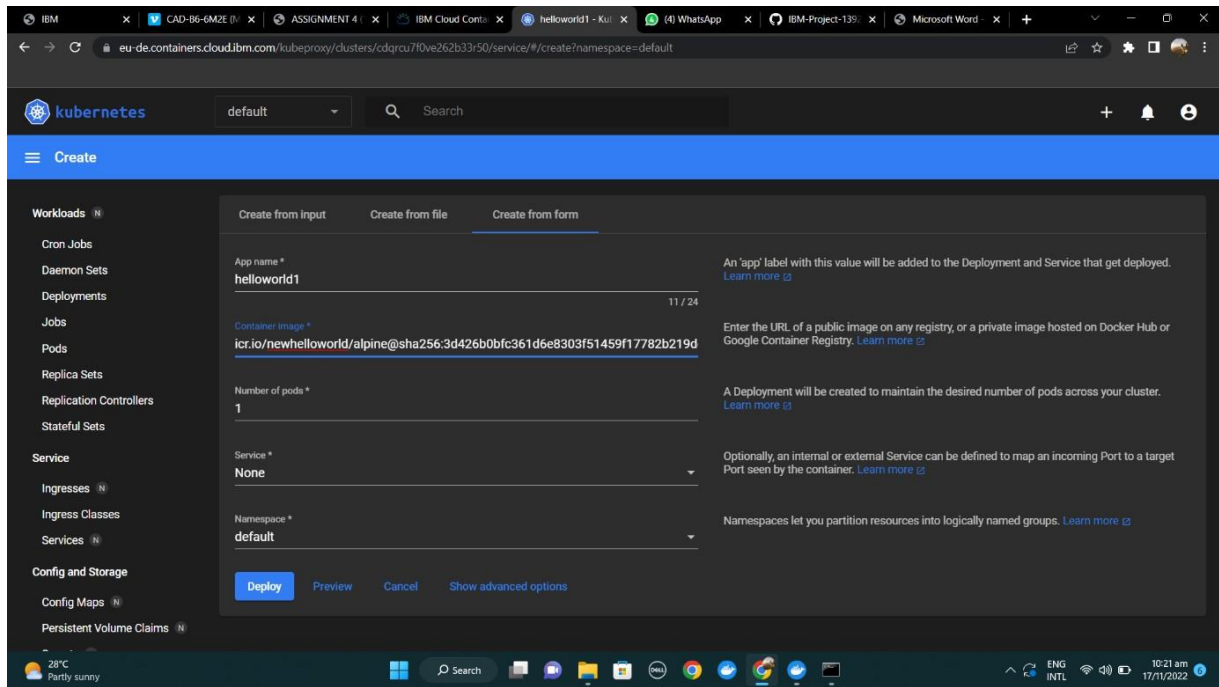 IBM
CAD-B6-6M2E (M
ASSIGNMENT 4 (
IBM Cloud Conta
helloworld1 - Kub
(4) WhatsApp
IBM-Project-139
Microsoft Word -
eu-de.containers.cloud.ibm.com/kubeproxy/clusters/cdqrcu7f0ve262b33r50/service/#/create?namespace=default
kubernetes
default
Search
Create
Workloads N
Cron Jobs
Daemon Sets
Deployments
Jobs
Pods
Replica Sets
Replication Controllers
Stateful Sets
Service
Ingresses N
Ingress Classes
Services N
Config and Storage
Config Maps N
Persistent Volume Claims N
Create from input
Create from file
Create from form
App name *
helloworld1
11 / 24
An 'app' label with this value will be added to the Deployment and Service that get deployed.
Learn more
Container image *
icr.io/newhelloworld/alpine@sha256:3d426b0bfc361d6e8303f51459f17782b219d
Enter the URL of a public image on any registry, or a private image hosted on Docker Hub or
Google Container Registry. Learn more
Number of pods *
1
A Deployment will be created to maintain the desired number of pods across your cluster.
Learn more
Service *
None
Optionally, an internal or external Service can be defined to map an incoming Port to a target
Port seen by the container. Learn more
Namespace *
default
Namespaces let you partition resources into logically named groups. Learn more
Deploy
Preview
Cancel
Show advanced options
28°C
Partly sunny
Search
DELL
ENG
INTL
10:21 am
17/11/2022
6